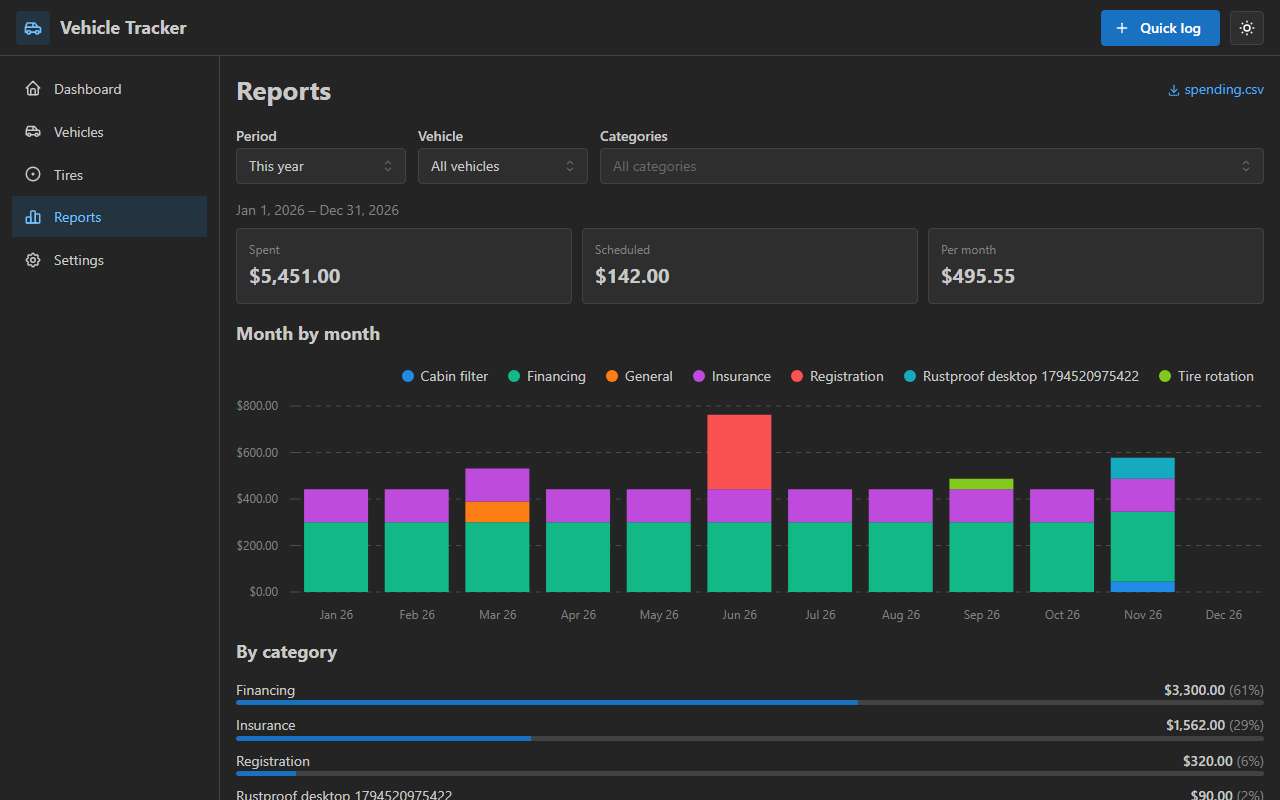 Vehicle Tracker
Quick log
Dashboard
Vehicles
Tires
Reports
Settings
Reports
spending.csv
Period
Vehicle
Categories
This year
All vehicles
All categories
Jan 1, 2026 – Dec 31, 2026
Spent
$5,451.00
Scheduled
$142.00
Per month
$495.55
Month by month
Cabin filter
Financing
General
Insurance
Registration
Rustproof desktop 1794520975422
Tire rotation
$800.00
$600.00
$400.00
$200.00
$0.00
Jan 26
Feb 26
Mar 26
Apr 26
May 26
Jun 26
Jul 26
Aug 26
Sep 26
Oct 26
Nov 26
Dec 26
By category
Financing
$3,300.00 (61%)
Insurance
$1,562.00 (29%)
Registration
$320.00 (6%)
Rustproof desktop 1794520975422
$90.00 (2%)